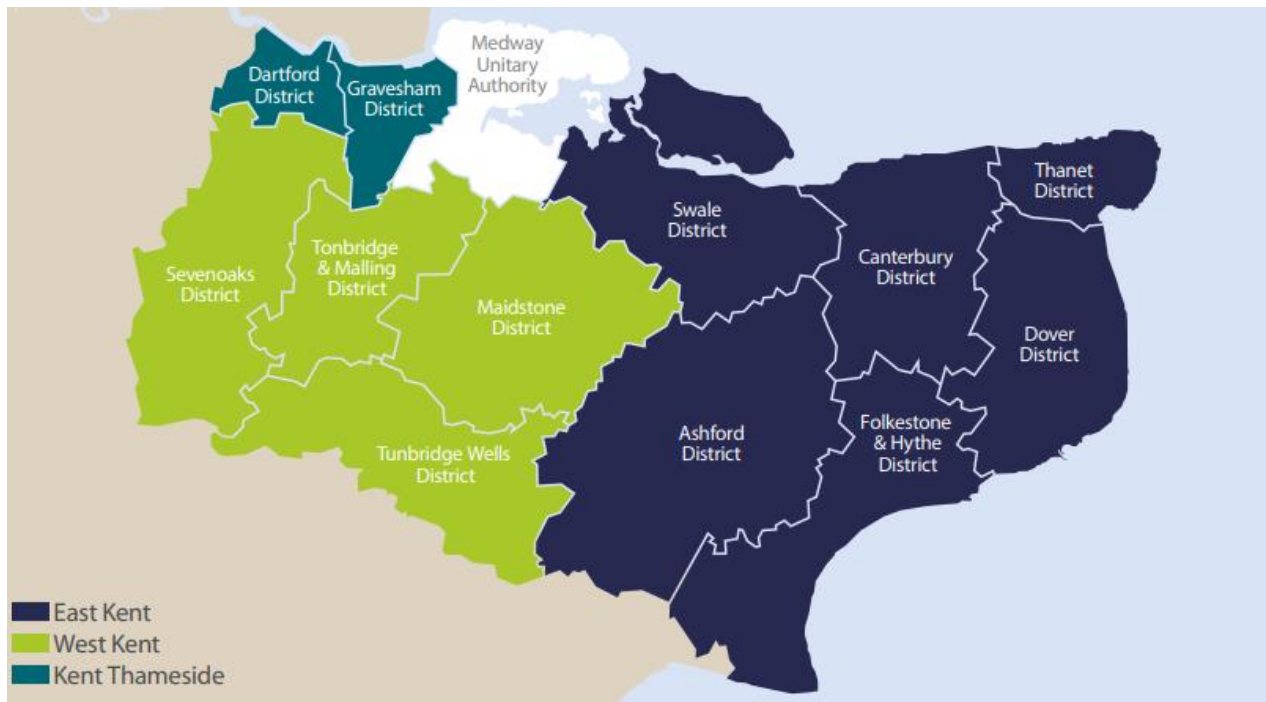 Medway
Unitary
Authority
Dartford
District
Gravesham
District
Thanet
District
Swale
District
Tonbridge
& Malling
District
Canterbury
District
Sevenoaks
District
Maidstone
District
Dover
District
Ashford
District
Folkestone
& Hythe
District
Tunbridge Wells
District
East Kent
West Kent
Kent Thameside